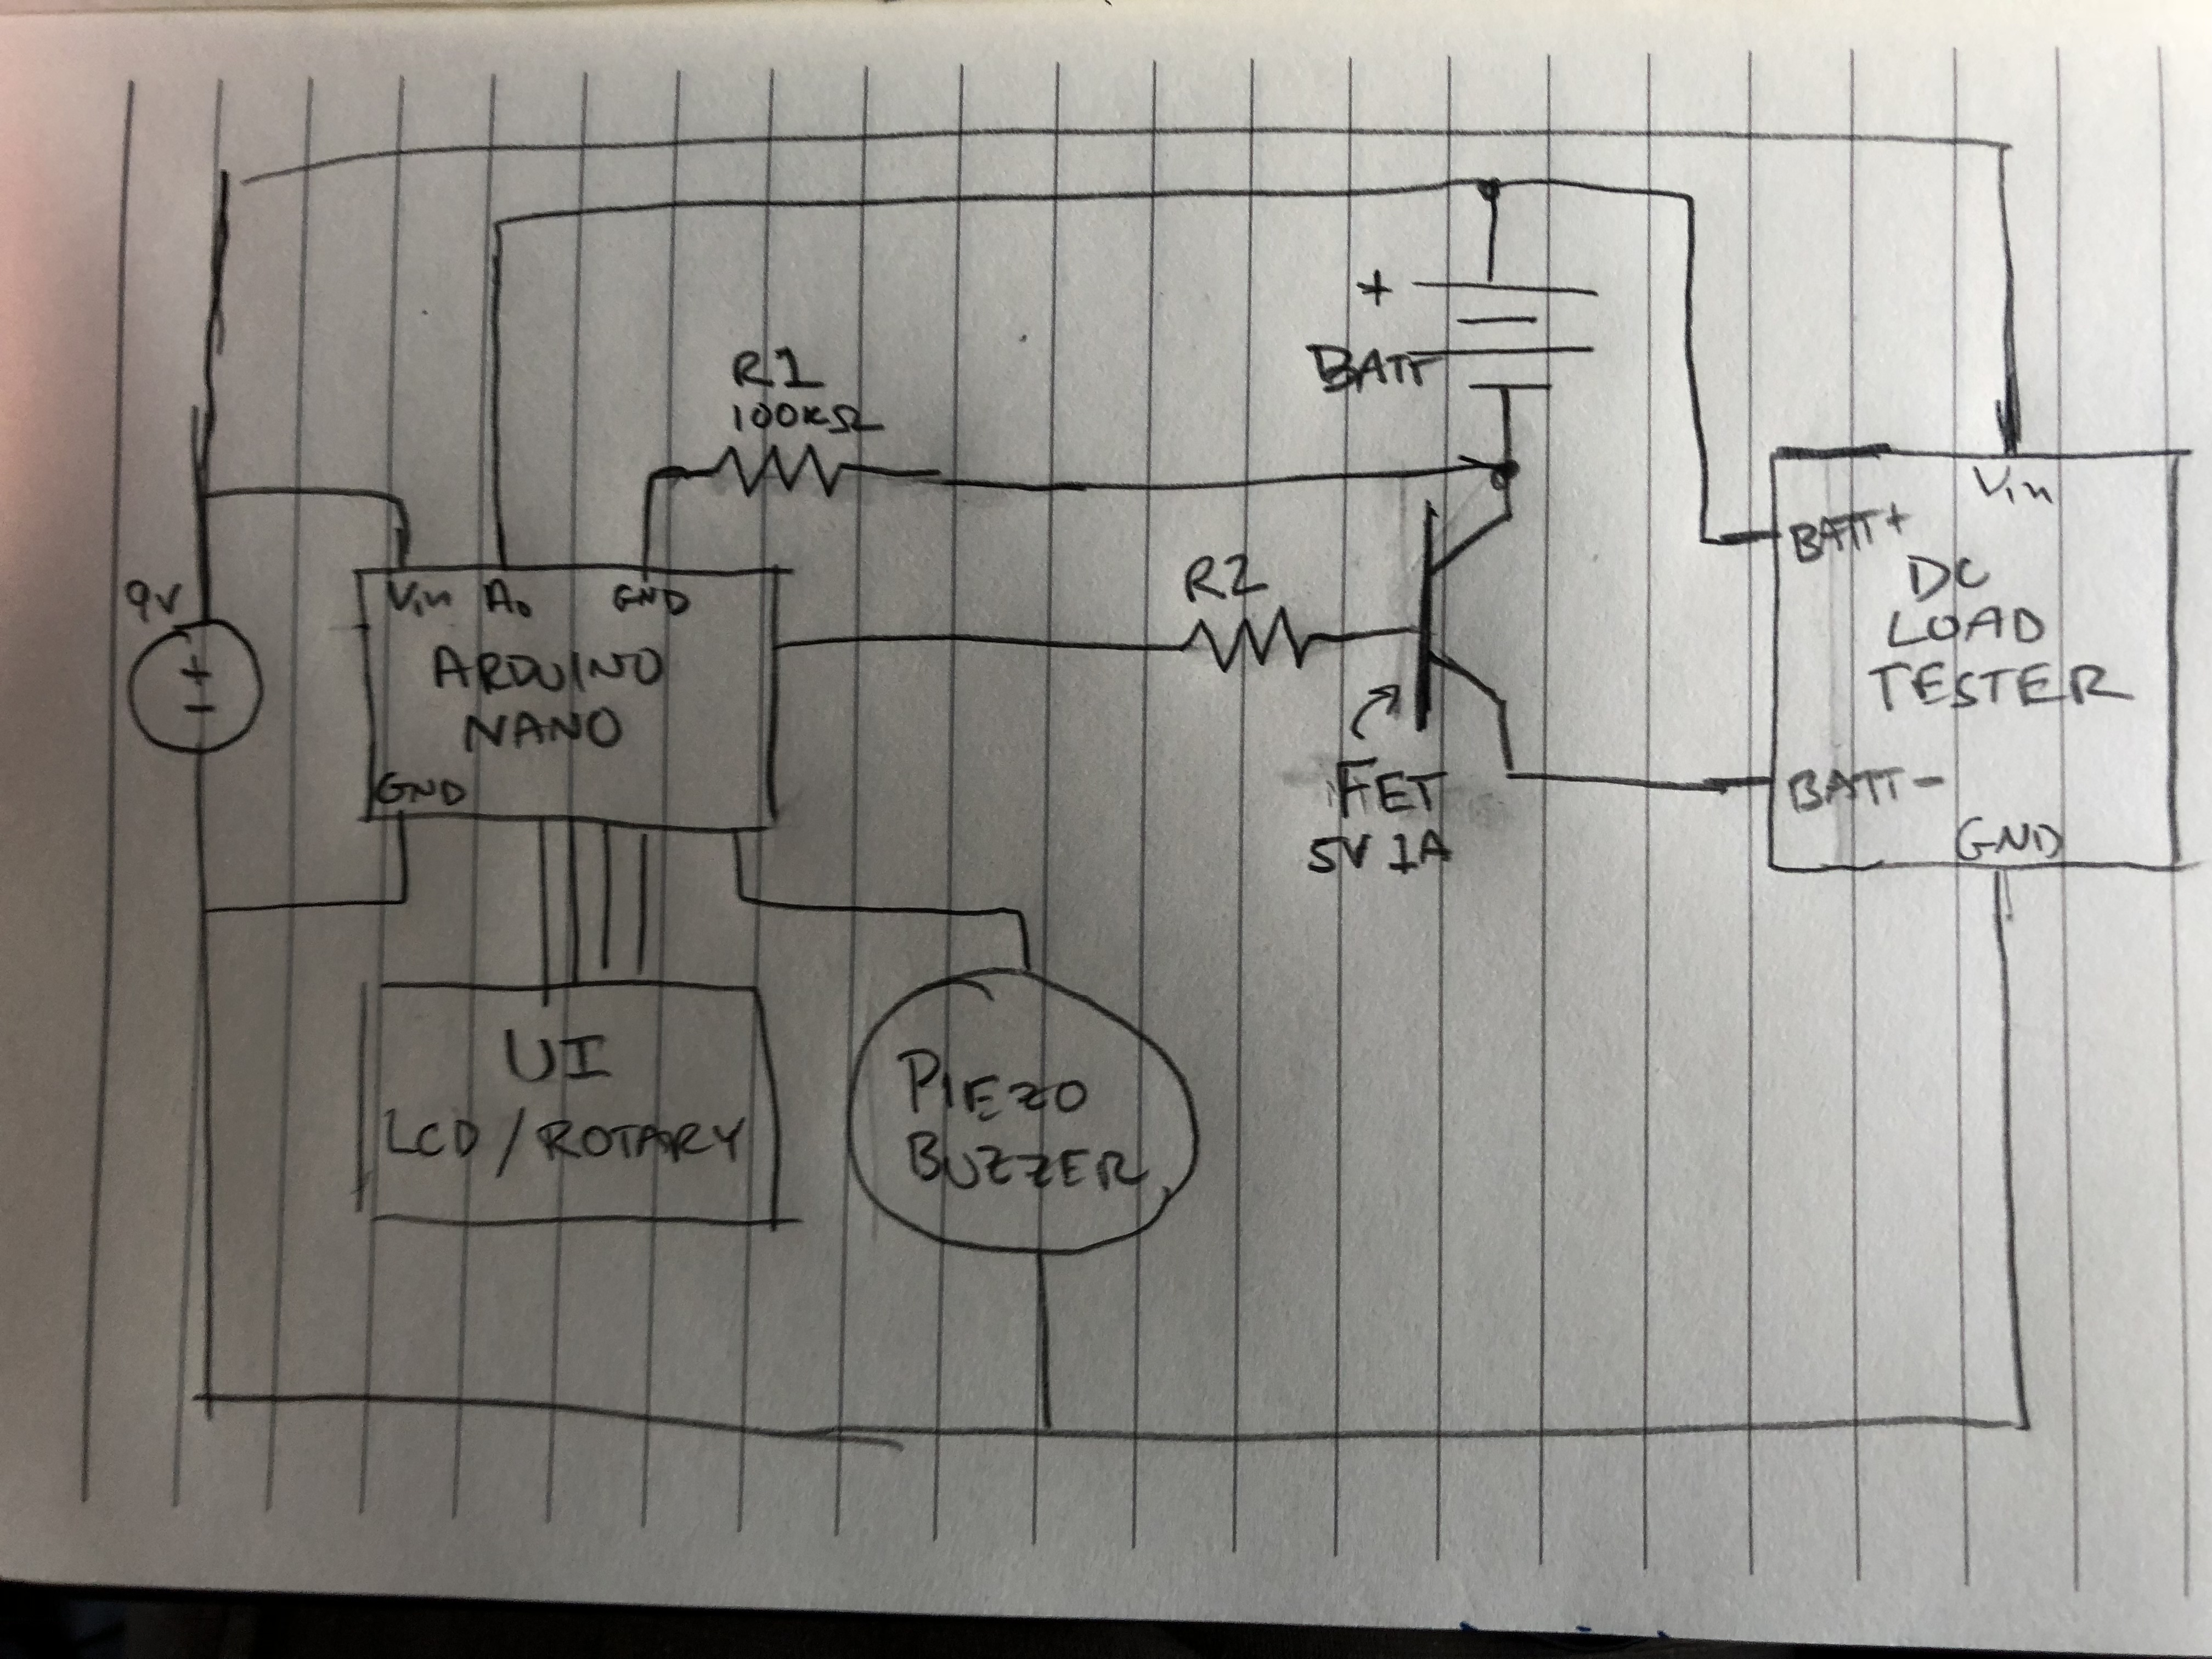 R1
100KΩ
+
BATT
Vin
9V
Vin A0 GND
R2
BATT+
DC
LOAD
TESTER
+
-
ARDUINO
NANO
GND
FET
5V 1A
BATT-
GND
UI
LCD/ROTARY
PIEZO
BUZZER